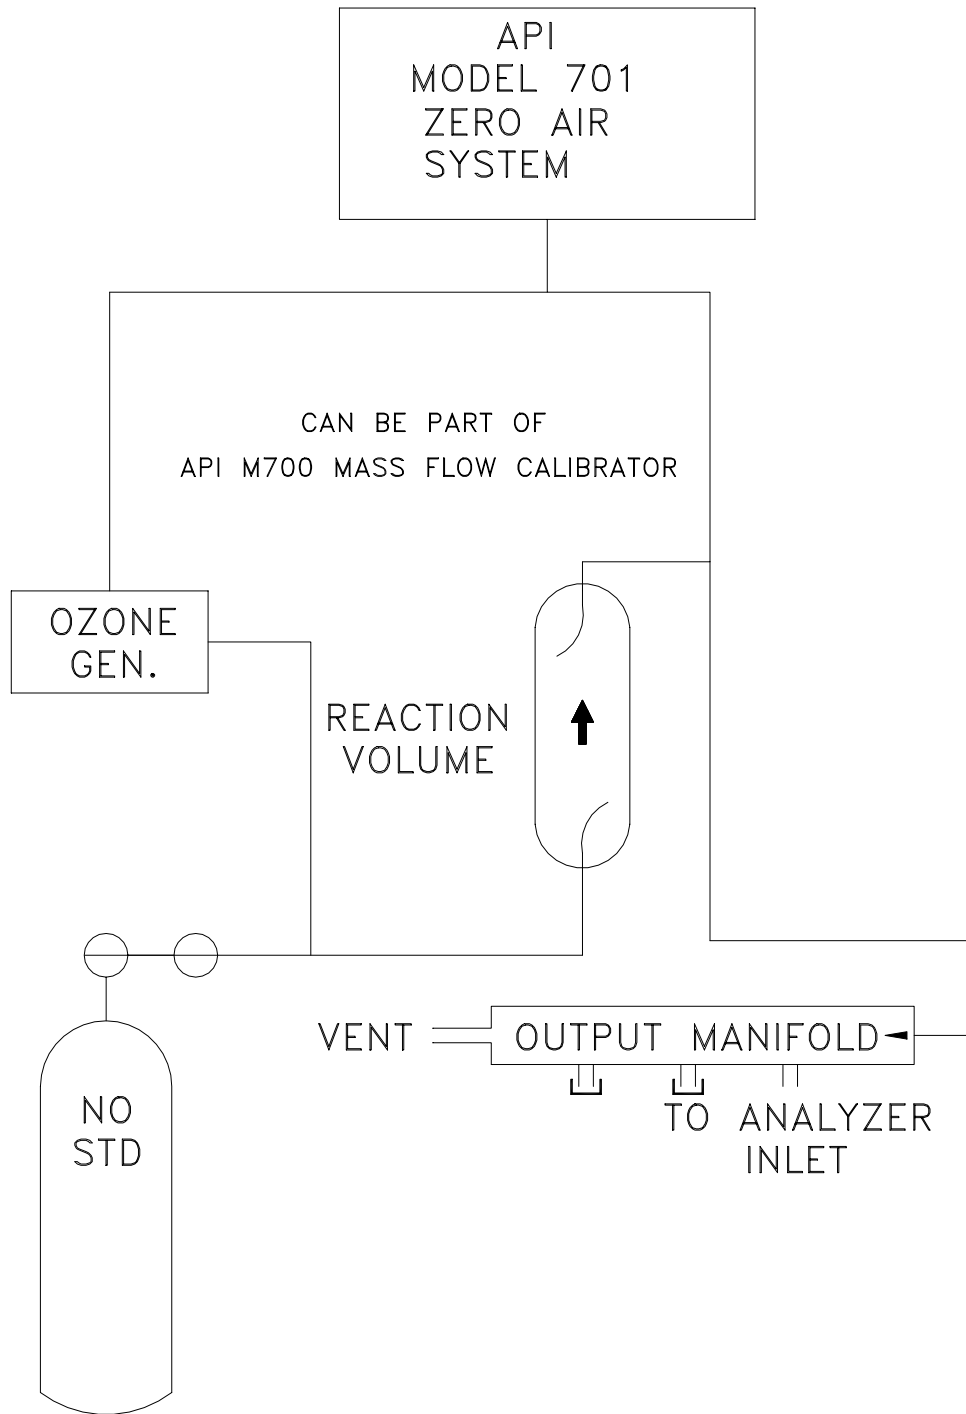 API
MODEL 701
ZERO AIR
SYSTEM
CAN BE PART OF
API M700 MASS FLOW CALIBRATOR
OZONE
GEN.
REACTION
VOLUME
VENT
OUTPUT MANIFOLD
TO ANALYZER
INLET
NO
STD